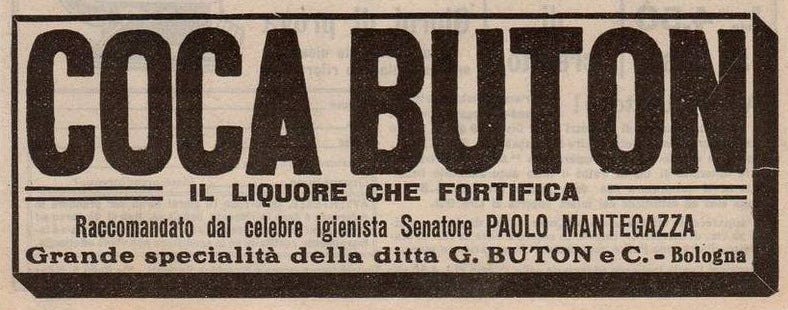 COCA BUTON
IL LIQUORE CHE FORTIFICA
Raccomandato dal celebre igienista Senatore PAOLO MANTEGAZZA
Grande specialità della ditta G. BUTON e C. - Bologna